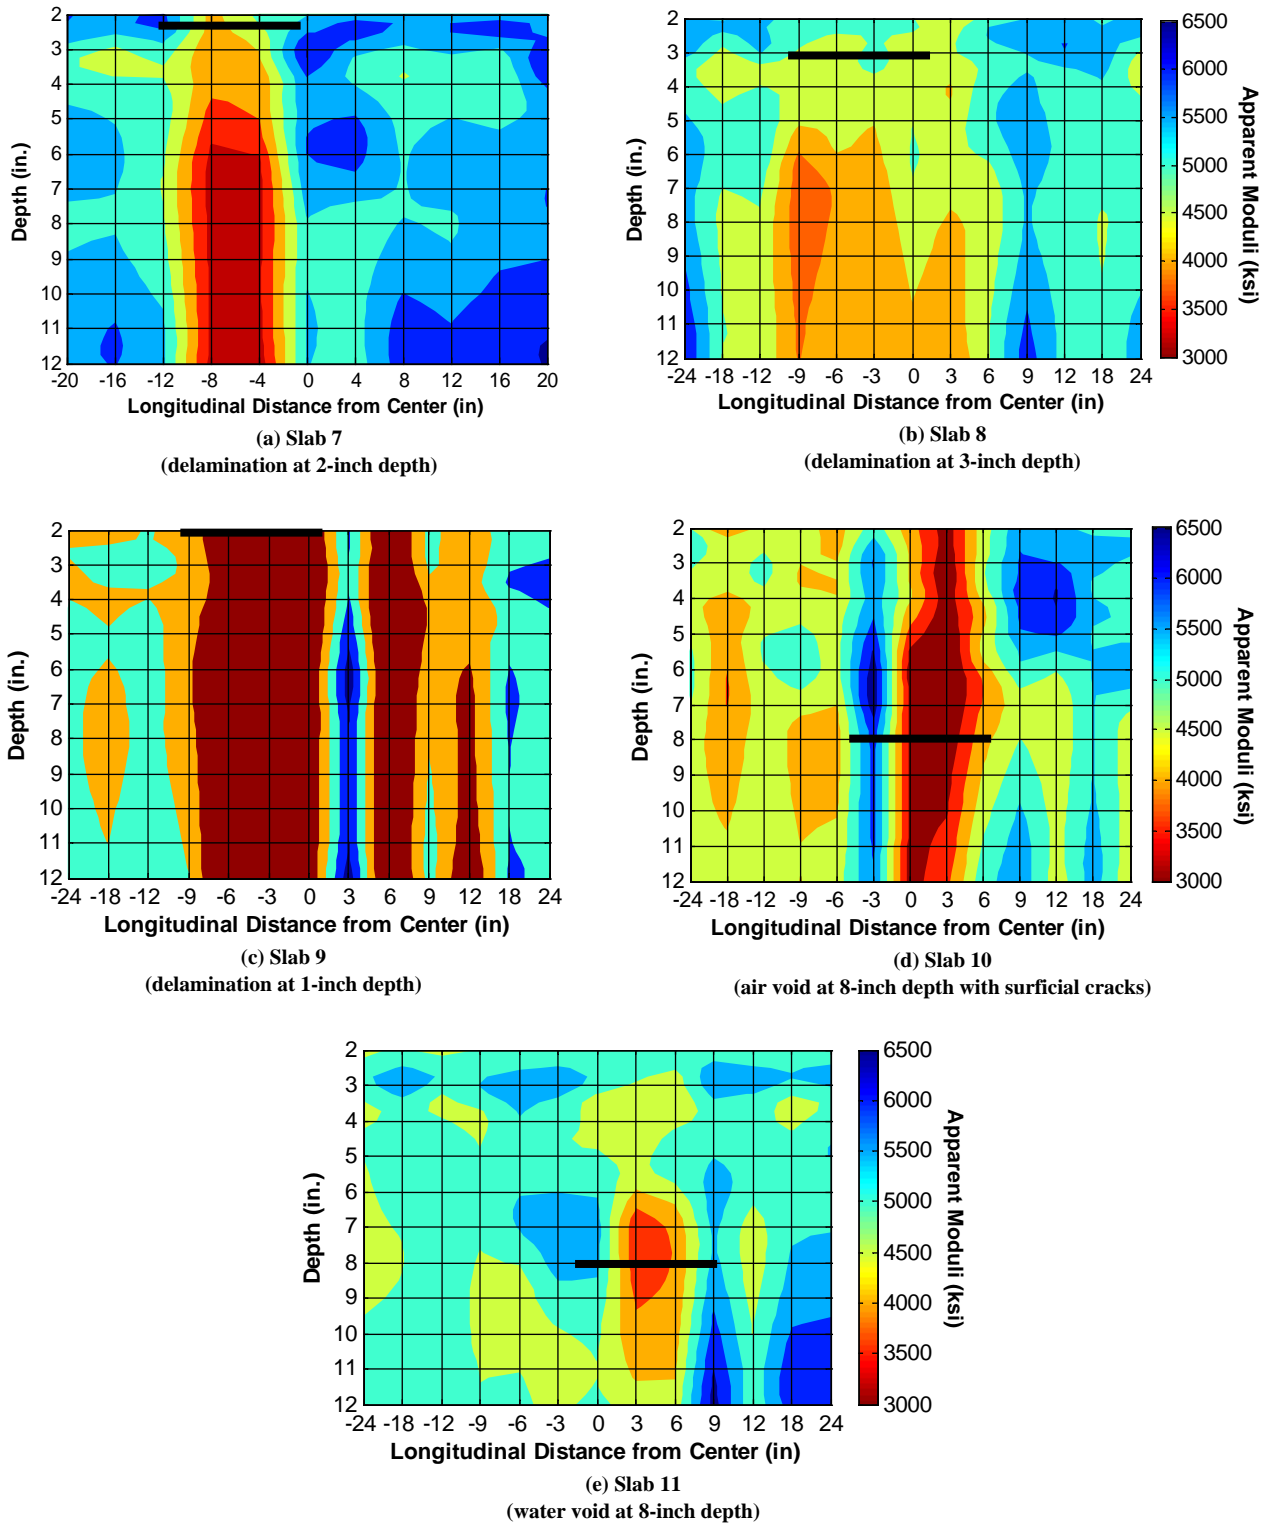 2
3
4
5
6
7
8
9
10
11
12
Depth (in.)
-20 -16 -12 -8 -4 0 4 8 12 16 20
Longitudinal Distance from Center (in)
(a) Slab 7
(delamination at 2-inch depth)
2
3
4
5
6
7
8
9
10
11
12
Depth (in.)
-24 -18 -12 -9 -6 -3 0 3 6 9 12 18 24
Longitudinal Distance from Center (in)
6500
6000
5500
5000
4500
4000
3500
3000
Apparent Moduli (ksi)
(b) Slab 8
(delamination at 3-inch depth)
2
3
4
5
6
7
8
9
10
11
12
Depth (in.)
-24 -18 -12 -9 -6 -3 0 3 6 9 12 18 24
Longitudinal Distance from Center (in)
(c) Slab 9
(delamination at 1-inch depth)
2
3
4
5
6
7
8
9
10
11
12
Depth (in.)
-24 -18 -12 -9 -6 -3 0 3 6 9 12 18 24
Longitudinal Distance from Center (in)
6500
6000
5500
5000
4500
4000
3500
3000
Apparent Moduli (ksi)
(d) Slab 10
(air void at 8-inch depth with surficial cracks)
2
3
4
5
6
7
8
9
10
11
12
Depth (in.)
-24 -18 -12 -9 -6 -3 0 3 6 9 12 18 24
Longitudinal Distance from Center (in)
6500
6000
5500
5000
4500
4000
3500
3000
Apparent Moduli (ksi)
(e) Slab 11
(water void at 8-inch depth)